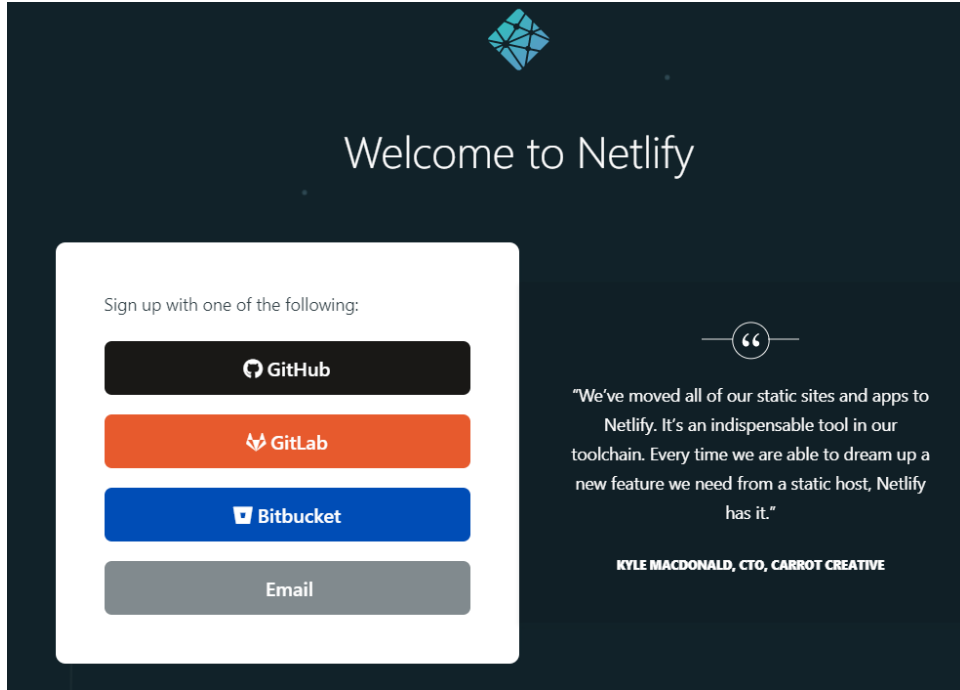 Welcome to Netlify
Sign up with one of the following:
GitHub
GitLab
Bitbucket
Email
“We’ve moved all of our static sites and apps to
Netlify. It’s an indispensable tool in our
toolchain. Every time we are able to dream up a
new feature we need from a static host, Netlify
has it.”
KYLE MACDONALD, CTO, CARROT CREATIVE